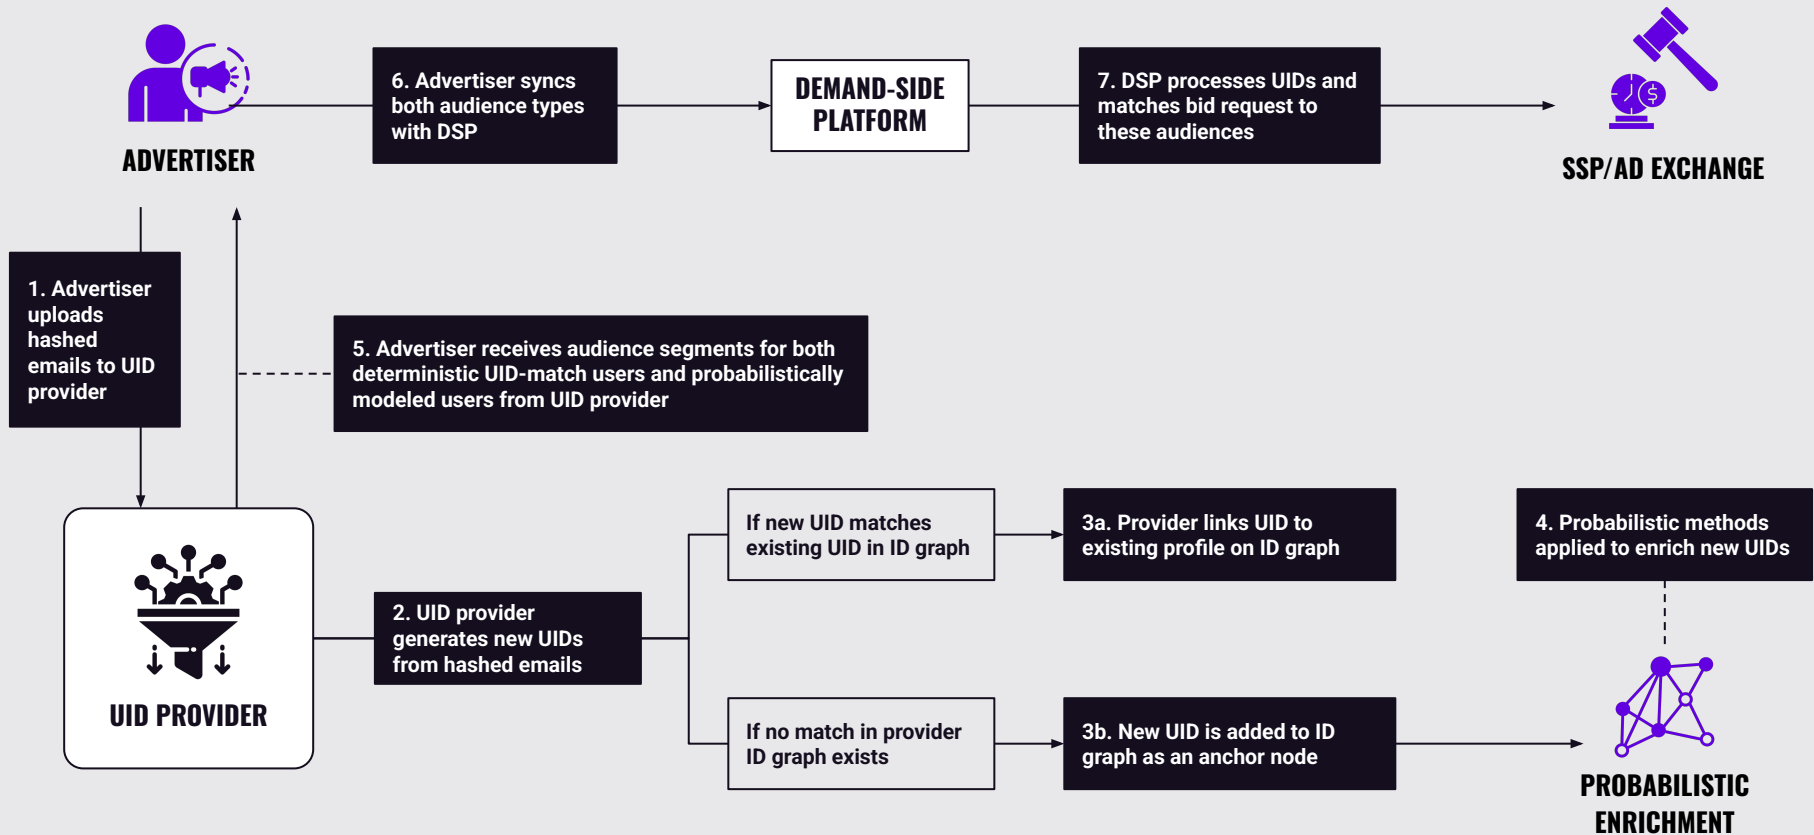 6. Advertiser syncs
both audience types
with DSP
DEMAND-SIDE
PLATFORM
7. DSP processes UIDs and
matches bid request to
these audiences
ADVERTISER
SSP/AD EXCHANGE
1. Advertiser
uploads
hashed
emails to UID
provider
5. Advertiser receives audience segments for both
deterministic UID-match users and probabilistically
modeled users from UID provider
If new UID matches
existing UID in ID graph
3a. Provider links UID to
existing profile on ID graph
4. Probabilistic methods
applied to enrich new UIDs
2. UID provider
generates new UIDs
from hashed emails
UID PROVIDER
If no match in provider
ID graph exists
3b. New UID is added to ID
graph as an anchor node
PROBABILISTIC
ENRICHMENT